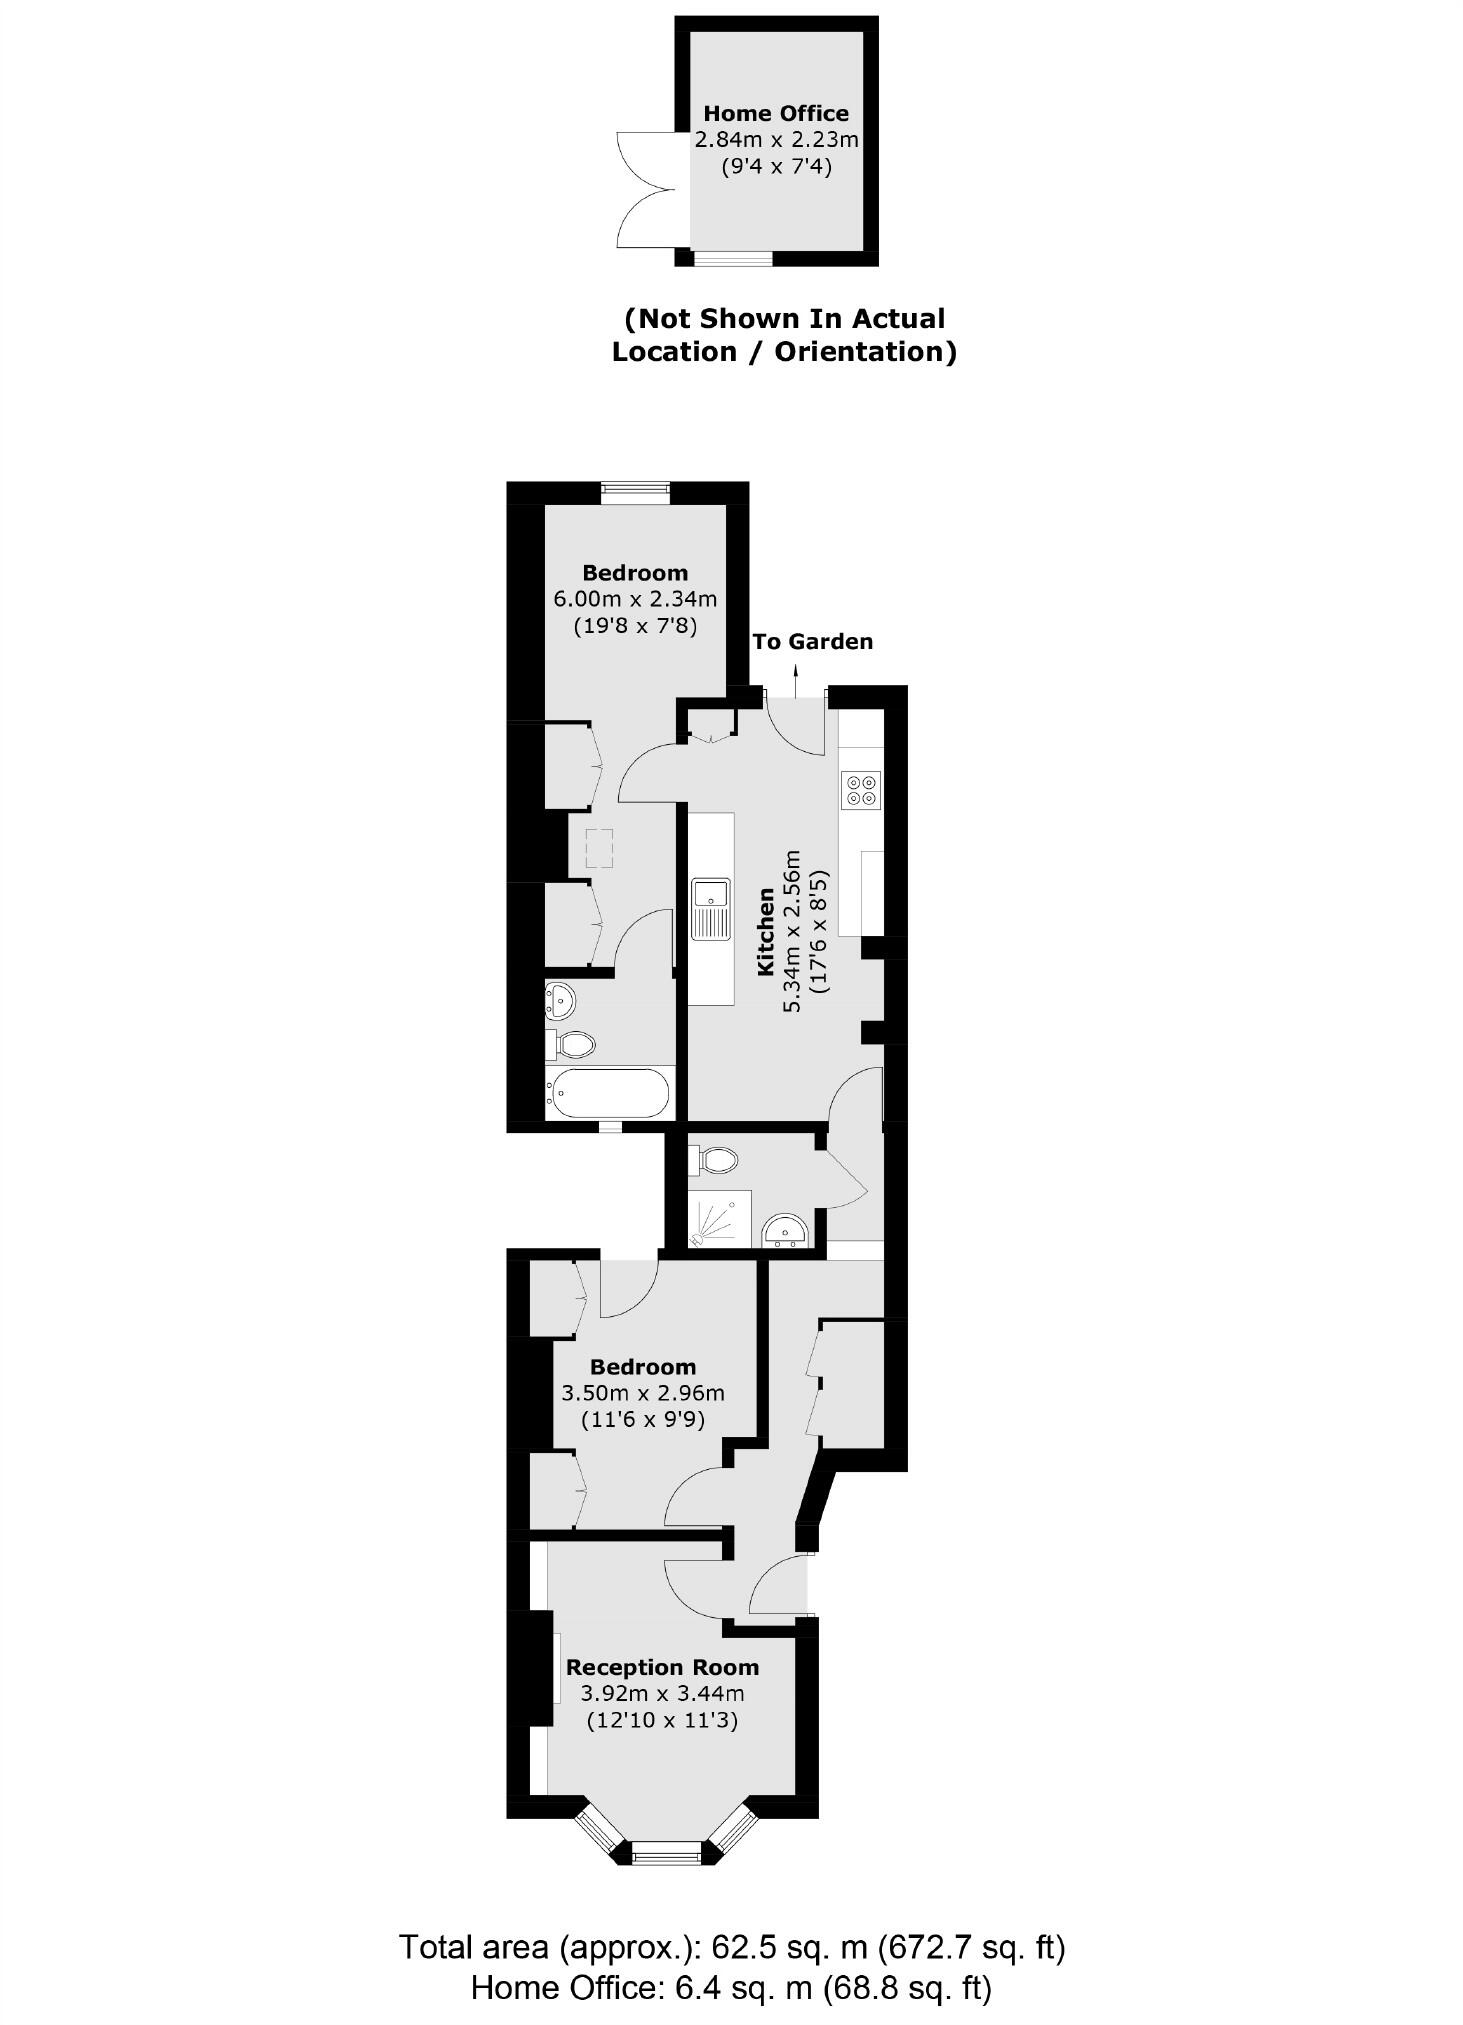 Home Office
2.84m x 2.23m
(9'4 x 7'4)
(Not Shown In Actual
Location / Orientation)
Bedroom
6.00m x 2.34m
(19'8 x 7'8)
To Garden
Kitchen
5.34m x 2.56m
(17'6 x 8'5)
Bedroom
3.50m x 2.96m
(11'6 x 9'9)
Reception Room
3.92m x 3.44m
(12'10 x 11'3)
Total area (approx.): 62.5 sq. m (672.7 sq. ft)
Home Office: 6.4 sq. m (68.8 sq. ft)